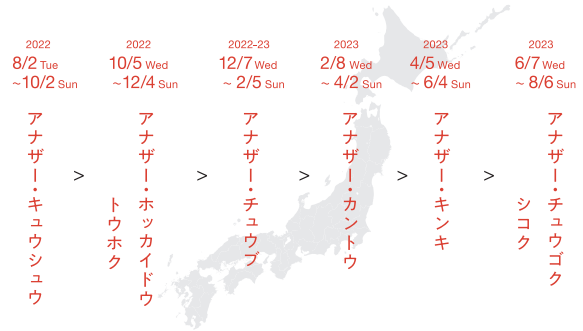 2022
8/2 Tue
~10/2 Sun
アナザー・キュウシュウ
>
2022
10/5 Wed
~12/4 Sun
アナザー・ホッカイドウ
トウホク
>
2022-23
12/7 Wed
~ 2/5 Sun
アナザー・チュウブ
>
2023
2/8 Wed
~ 4/2 Sun
アナザー・カントウ
>
2023
4/5 Wed
~ 6/4 Sun
アナザー・キンキ
>
2023
6/7 Wed
~ 8/6 Sun
アナザー・チュウゴク
シコク